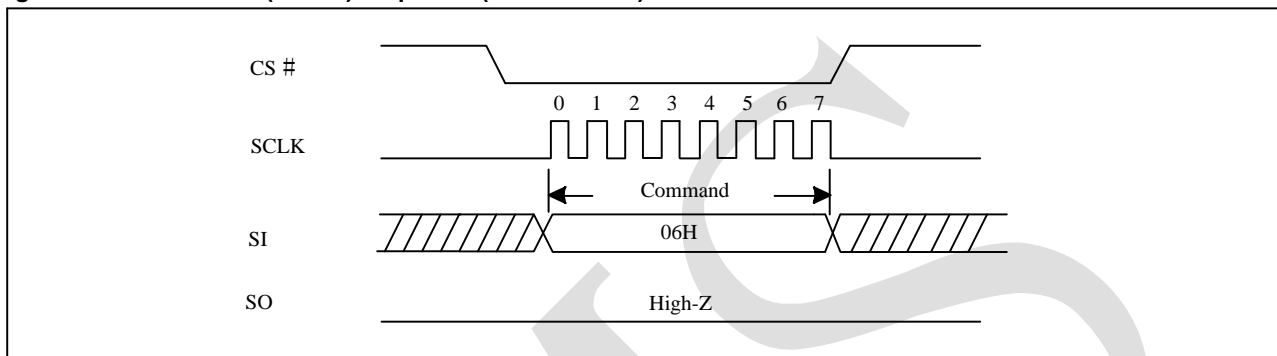 CS #
0 1 2 3 4 5 6 7
SCLK
Command
SI
06H
SO
High-Z